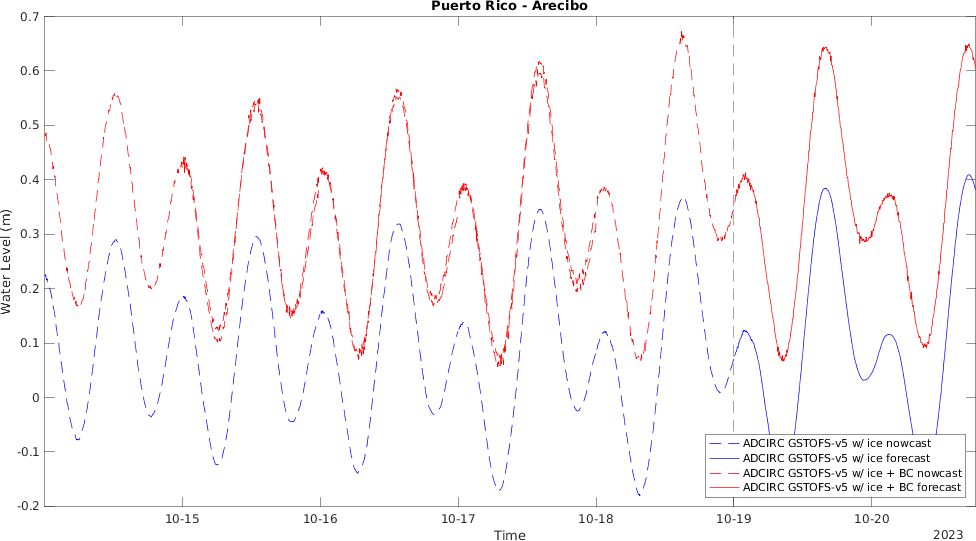 Puerto Rico - Arecibo
0.7
0.6
0.5
0.4
0.3
0.2
0.1
0
-0.1
-0.2
Water Level (m)
ADCIRC GSTOFS-v5 w/ ice nowcast
ADCIRC GSTOFS-v5 w/ ice forecast
ADCIRC GSTOFS-v5 w/ ice + BC nowcast
ADCIRC GSTOFS-v5 w/ ice + BC forecast
10-15 10-16 10-17 10-18 10-19 10-20
Time
2023